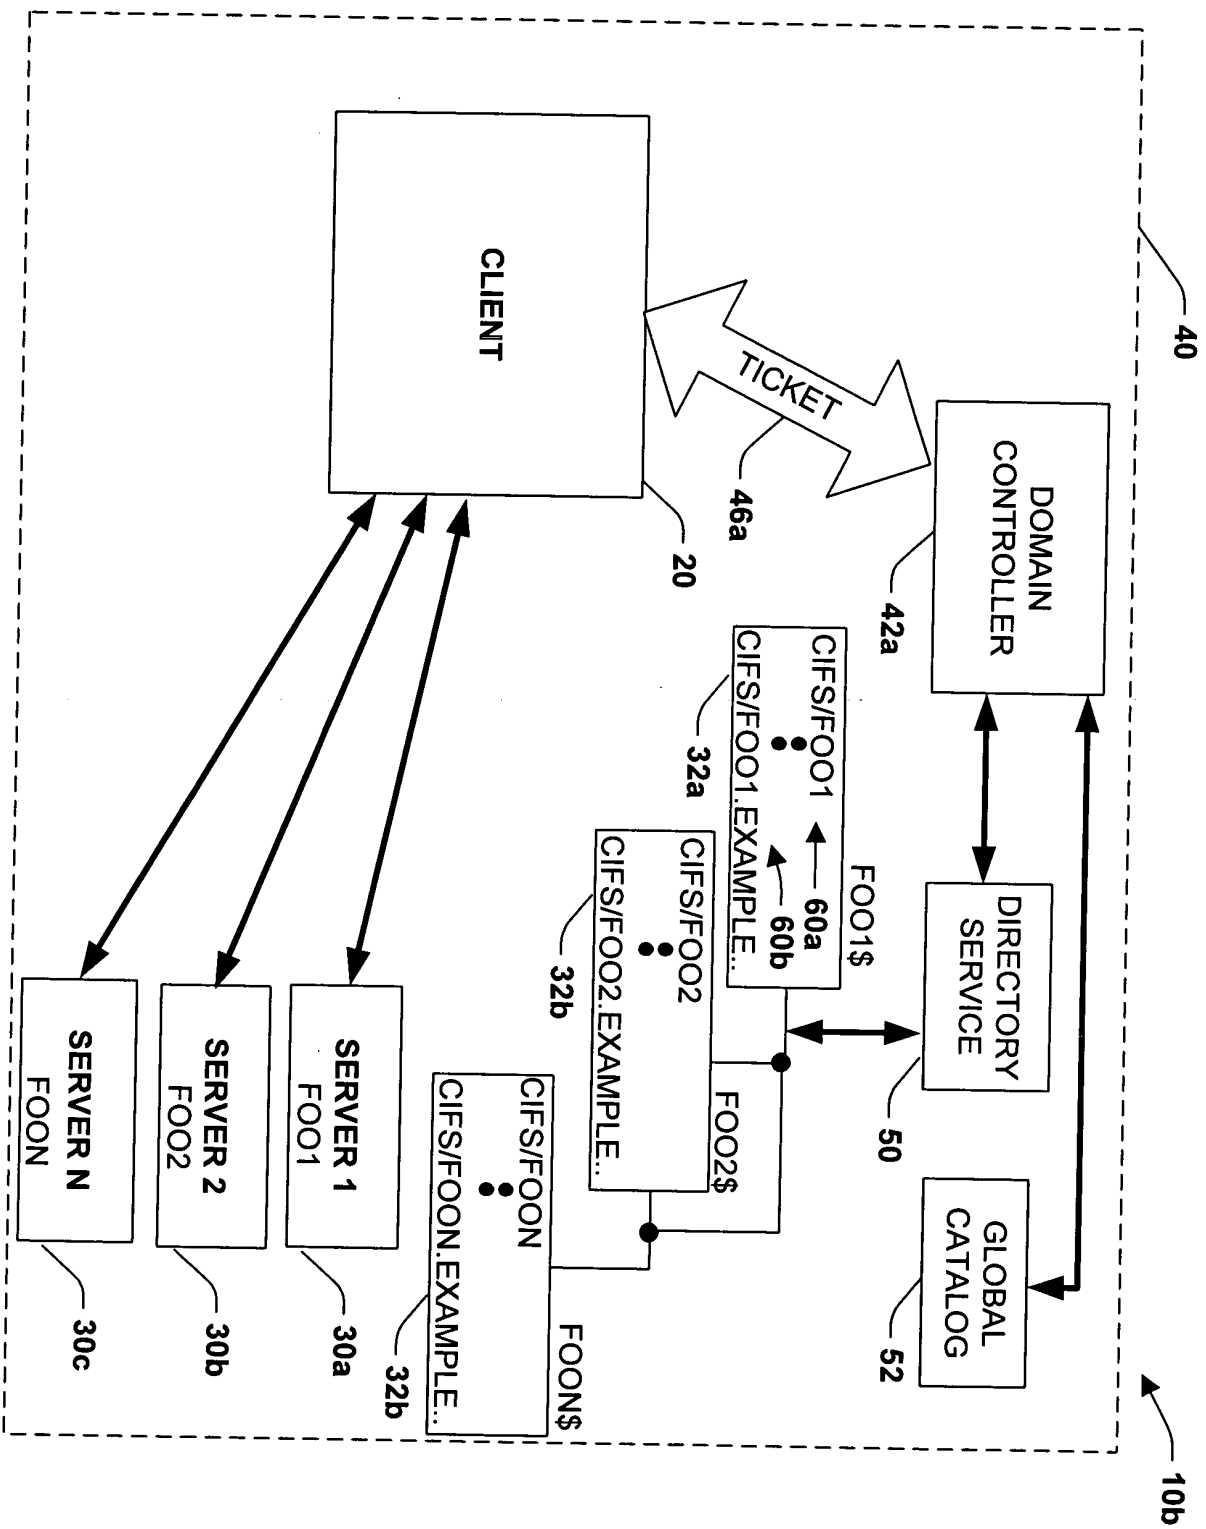 10b
40
DOMAIN
CONTROLLER
42a
DIRECTORY
SERVICE
50
GLOBAL
CATALOG
52
TICKET
46a
FOO1$
CIFS/FOO1
60a
60b
CIFS/FOO1.EXAMPLE...
32a
FOO2$
CIFS/FOO2
CIFS/FOO2.EXAMPLE...
32b
FOON$
CIFS/FOON
CIFS/FOON.EXAMPLE...
32b
CLIENT
20
SERVER 1
FOO1
30a
SERVER 2
FOO2
30b
SERVER N
FOON
30c